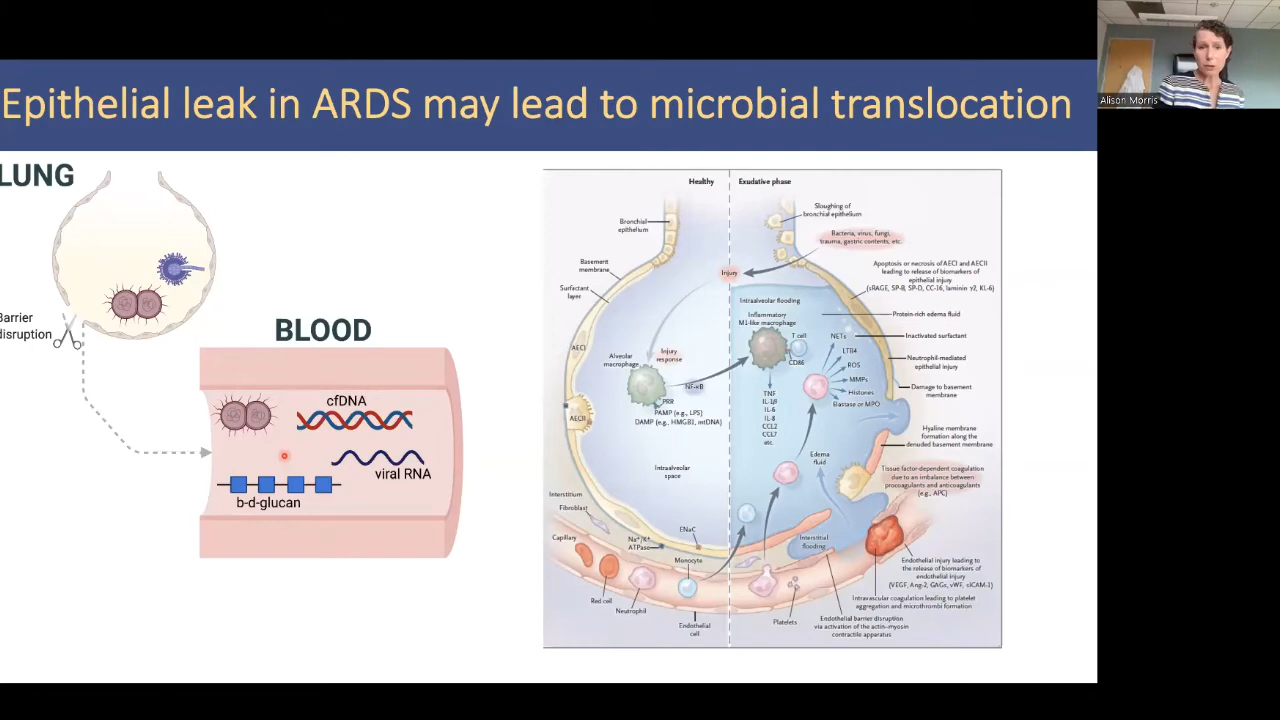 Epithelial leak in ARDS may lead to microbial translocation
Alison Morris
LUNG
Barrier
disruption
BLOOD
cfDNA
viral RNA
b-d-glucan
Healthy
Exudative phase
Bronchial
epithelium
Sloughing of
bronchial epithelium
Bacteria, virus, fungi,
trauma, gastric contents, etc.
Basement
membrane
Surfactant
layer
Injury
Apoptosis or necrosis of AECI and AECII
leading to release of biomarkers of
epithelial injury
(sRAGE, SP-B, SP-D, CC-16, laminin γ2, KL-6)
Intraalveolar flooding
Protein-rich edema fluid
Inflammatory
M1-like macrophage
T cell
CD86
NETs
Inactivated surfactant
AECI
Alveolar
macrophage
Injury
response
NF-κB
PRR
PAMP (e.g., LPS)
DAMP (e.g., HMGB1, mtDNA)
LTB4
ROS
MMPs
Histones
Elastase or MPO
Neutrophil-mediated
epithelial injury
Damage to basement
membrane
TNF
IL-1β
IL-6
IL-8
CCL2
CCL7
etc.
AECII
Hyaline membrane
formation along the
denuded basement membrane
Edema
fluid
Intraalveolar
space
Tissue factor-dependent coagulation
due to an imbalance between
procoagulants and anticoagulants
(e.g., APC)
Interstitium
Fibroblast
Capillary
Na⁺/K⁺
ATPase
ENaC
Monocyte
Interstitial
flooding
Endothelial injury leading to
the release of biomarkers of
endothelial injury
(VEGF, Ang-2, GAGs, vWF, sICAM-1)
Red cell
Neutrophil
Endothelial
cell
Platelets
Intravascular coagulation leading to platelet
aggregation and microthrombi formation
Endothelial barrier disruption
via activation of the actin–myosin
contractile apparatus